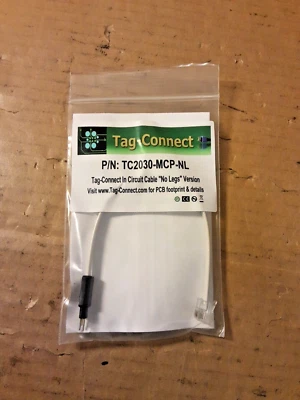 Tag-Connect
P/N: TC2030-MCP-NL
Tag-Connect In Circuit Cable "No Legs" Version
Visit www.Tag-Connect.com for PCB footprint & details
CE